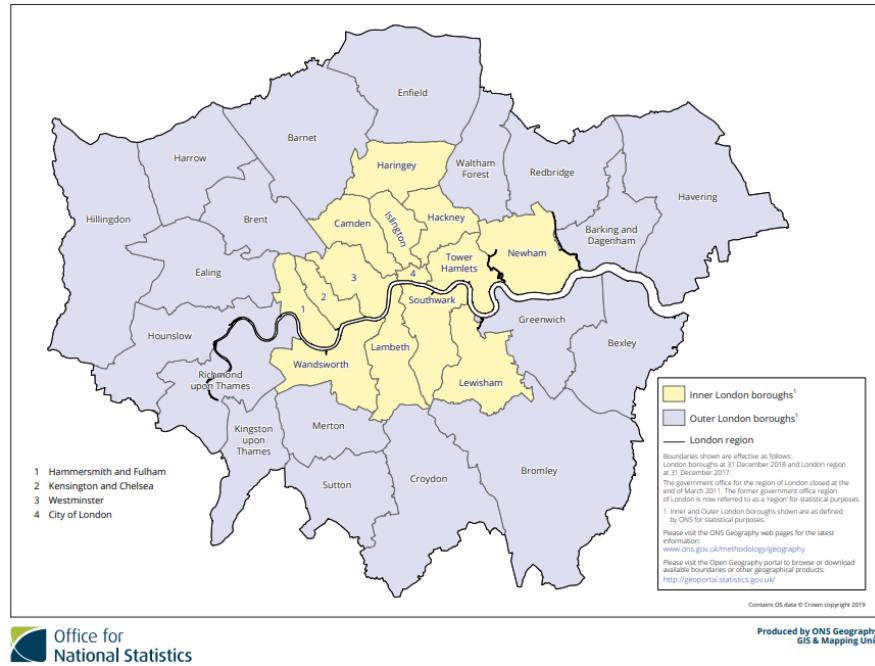 Enfield
Barnet
Harrow
Haringey
Waltham
Forest
Redbridge
Havering
Hillingdon
Brent
Camden
Islington
Hackney
Barking and
Dagenham
Newham
Tower
Hamlets
Ealing
3
4
2
1
Southwark
Hounslow
Greenwich
Bexley
Richmond
upon Thames
Wandsworth
Lambeth
Lewisham
Kingston
upon
Thames
Merton
Sutton
Croydon
Bromley
1 Hammersmith and Fulham
2 Kensington and Chelsea
3 Westminster
4 City of London
Inner London boroughs¹
Outer London boroughs¹
London region
Boundaries shown are effective as follows:
London boroughs at 31 December 2018 and London region
at 31 December 2017.
The government office for the region of London closed at the
end of March 2011. The former government office region
of London is now referred to as a 'region' for statistical purposes.
1 Inner and Outer London boroughs shown are as defined
by ONS for statistical purposes.
Please visit the ONS Geography web pages for the latest
information:
www.ons.gov.uk/methodology/geography
Please visit the Open Geography portal to browse or download
available boundaries or other geographical products:
http://geoportal.statistics.gov.uk/
Contains OS data © Crown copyright 2019
Office for
National Statistics
Produced by ONS Geography
GIS & Mapping Uni